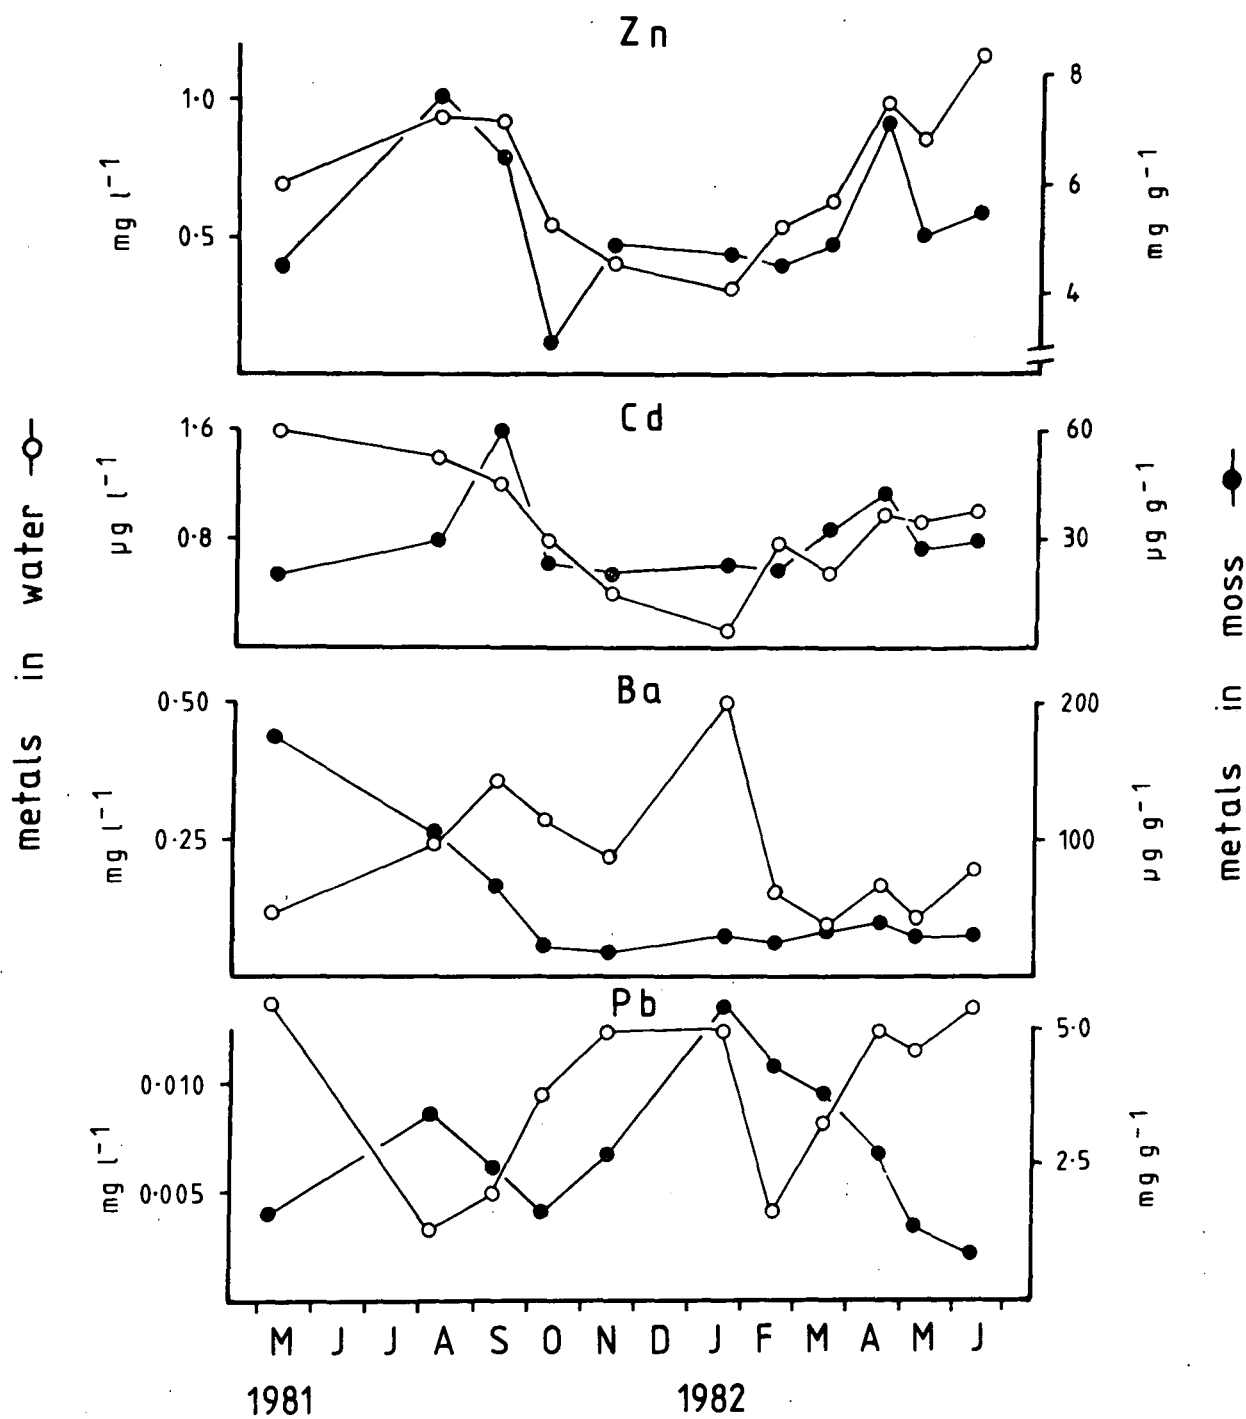 Zn
1·0
0·5
mg l⁻¹
8
6
4
mg g⁻¹
Cd
1·6
0·8
µg l⁻¹
60
30
µg g⁻¹
metals in water
metals in moss
Ba
0·50
0·25
mg l⁻¹
200
100
µg g⁻¹
Pb
0·010
0·005
mg l⁻¹
5·0
2·5
mg g⁻¹
M J J A S O N D J F M A M J
1981 1982